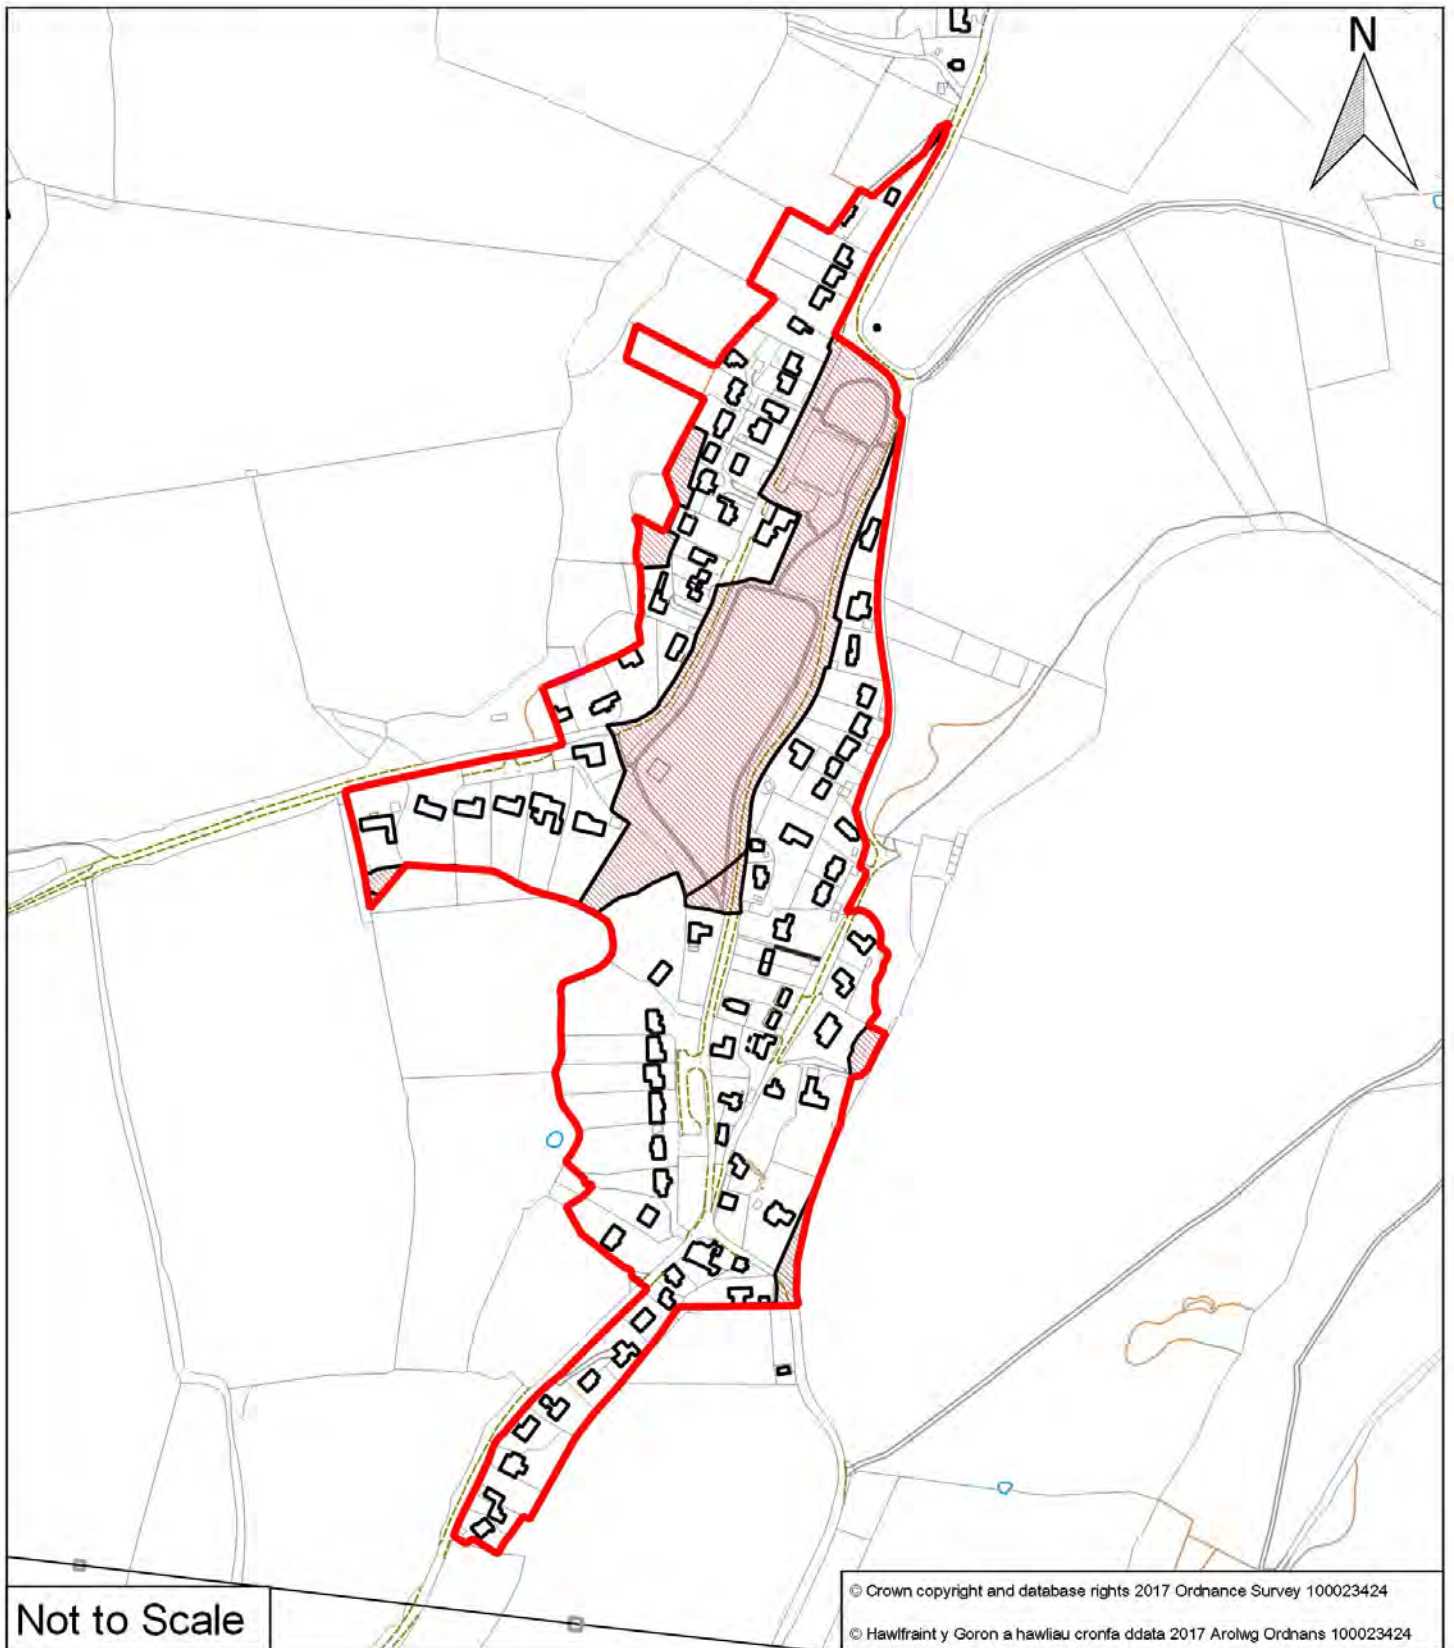 N
Not to Scale
© Crown copyright and database rights 2017 Ordnance Survey 100023424
© Hawlfraint y Goron a hawliau cronfa ddata 2017 Arolwg Ordnans 100023424